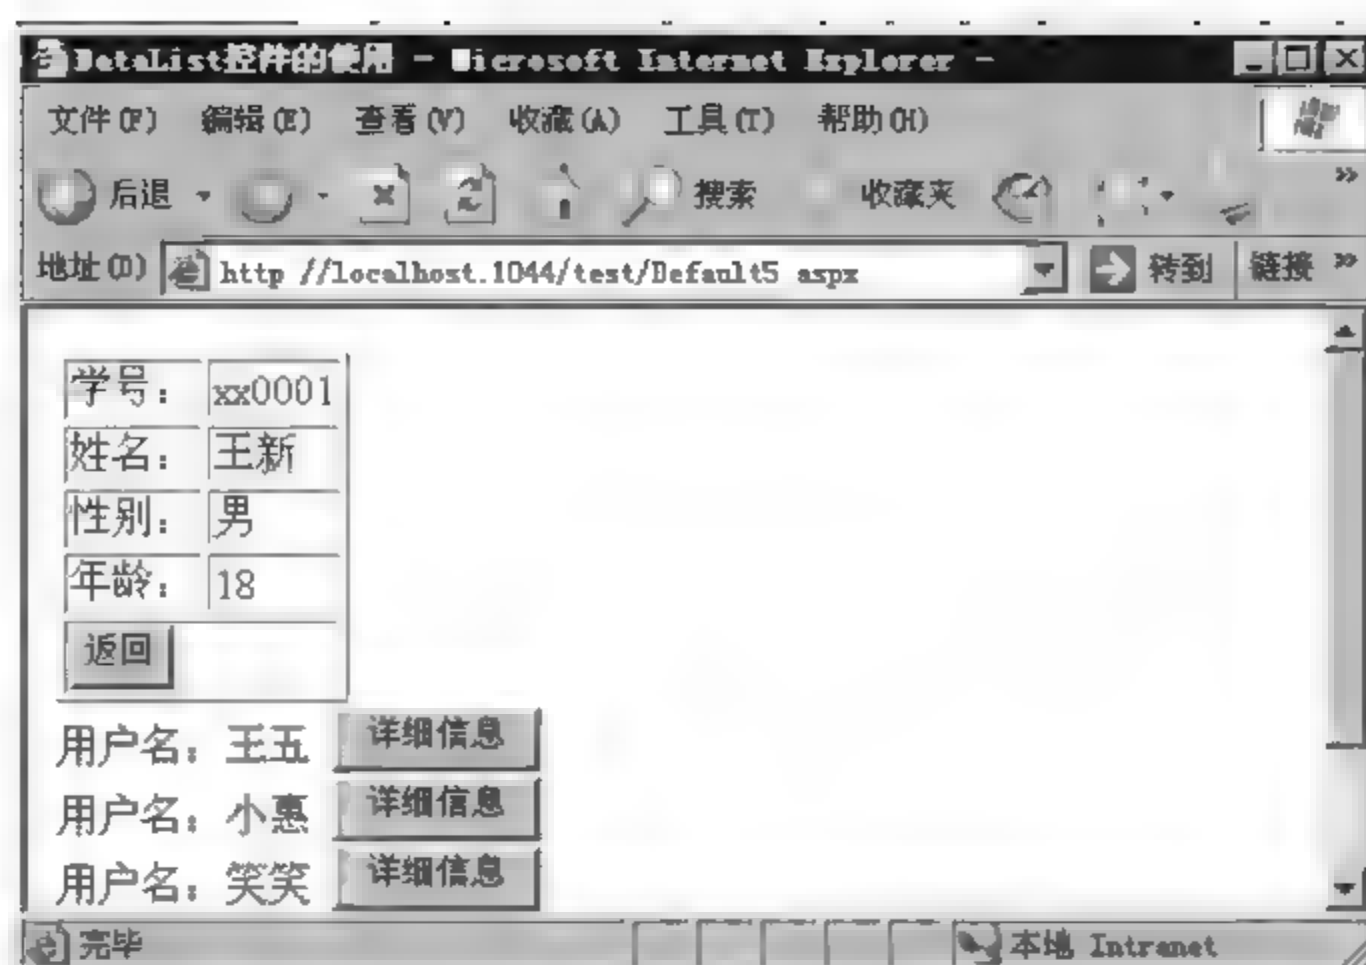 DataList控件的使用 - Microsoft Internet Explorer -
文件(F) 编辑(E) 查看(V) 收藏(A) 工具(T) 帮助(H)
后退 搜索 收藏夹 »
地址(D) http //localhost.1044/test/Default5 aspx 转到 链接 »
学号： xx0001
姓名： 王新
性别： 男
年龄： 18
返回
用户名：王五 详细信息
用户名：小惠 详细信息
用户名：笑笑 详细信息
完毕 本地 Intranet